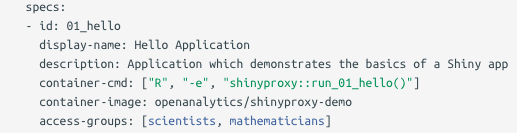 specs:
- id: 01_hello
  display-name: Hello Application
  description: Application which demonstrates the basics of a Shiny app
  container-cmd: ["R", "-e", "shinyproxy::run_01_hello()"]
  container-image: openanalytics/shinyproxy-demo
  access-groups: [scientists, mathematicians]